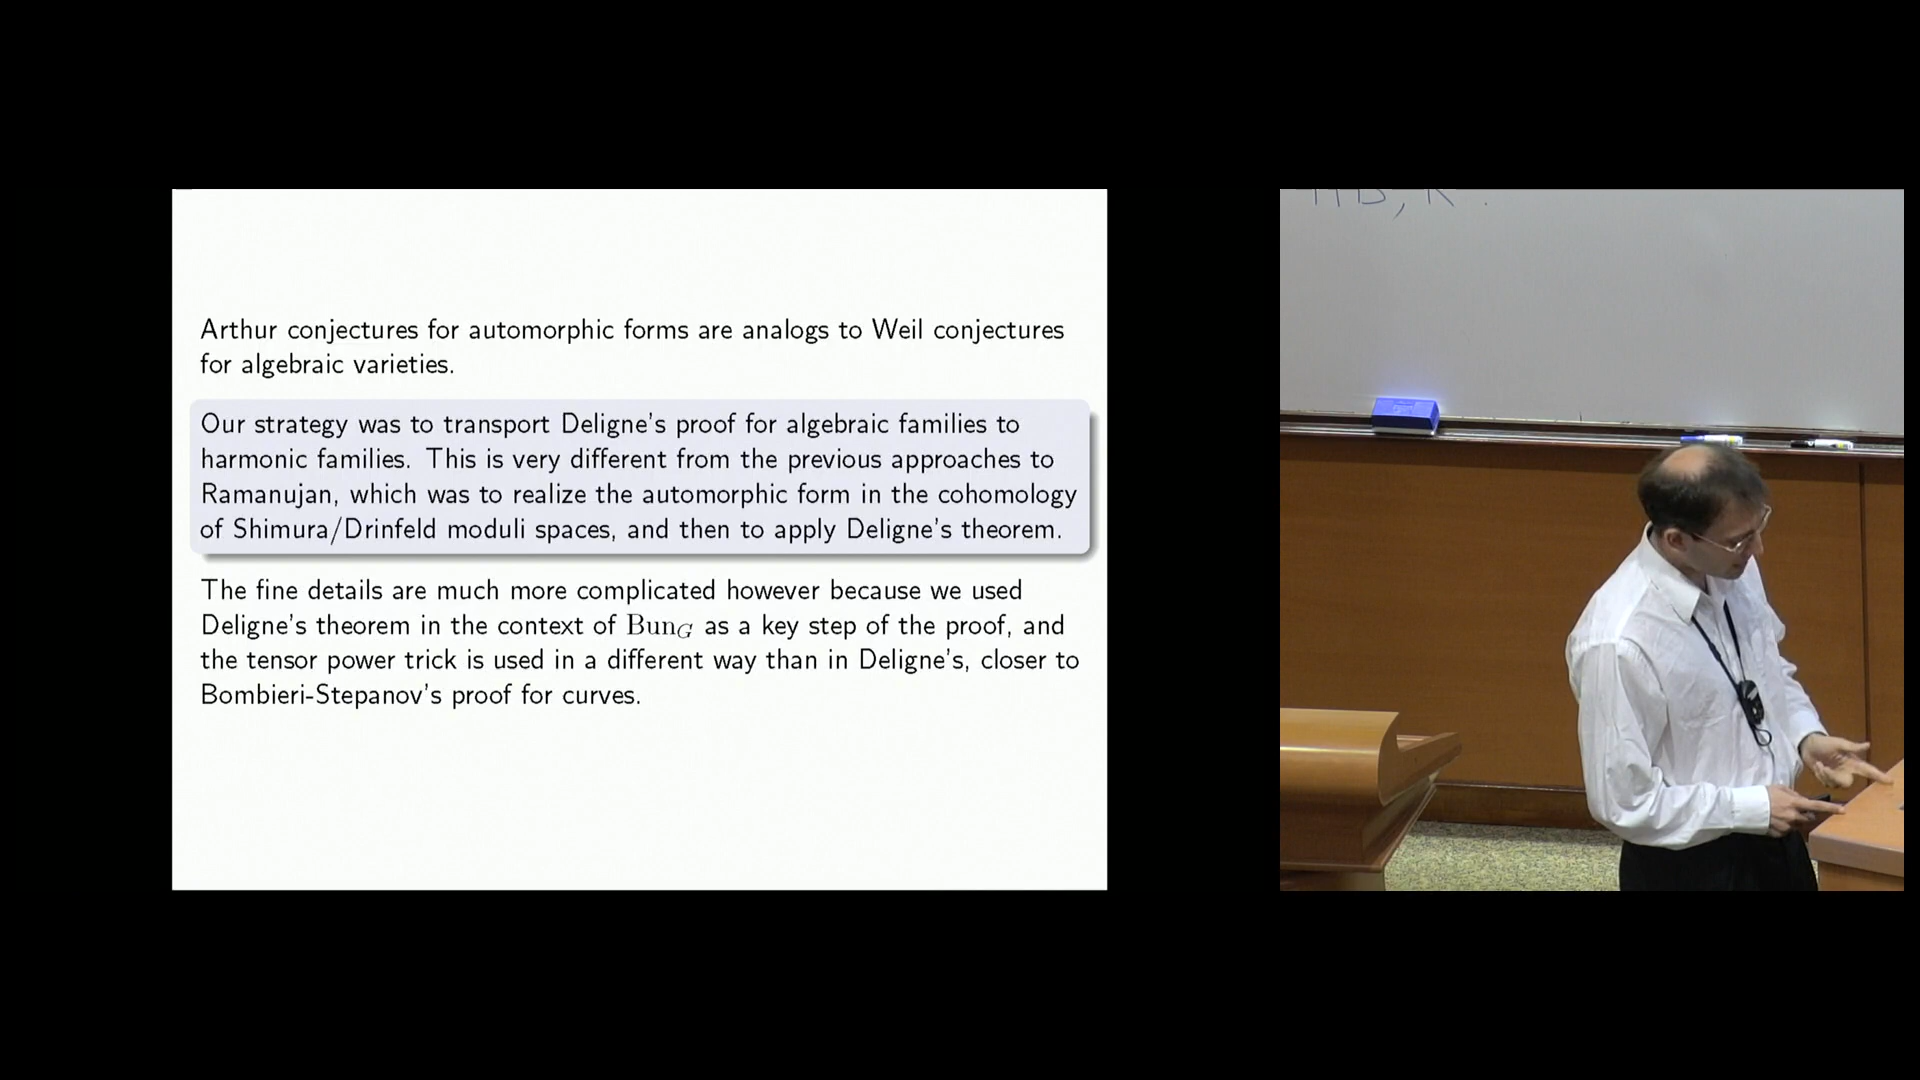 Arthur conjectures for automorphic forms are analogs to Weil conjectures
for algebraic varieties.
Our strategy was to transport Deligne's proof for algebraic families to
harmonic families. This is very different from the previous approaches to
Ramanujan, which was to realize the automorphic form in the cohomology
of Shimura/Drinfeld moduli spaces, and then to apply Deligne's theorem.
The fine details are much more complicated however because we used
Deligne's theorem in the context of Bun_G as a key step of the proof, and
the tensor power trick is used in a different way than in Deligne's, closer to
Bombieri-Stepanov's proof for curves.